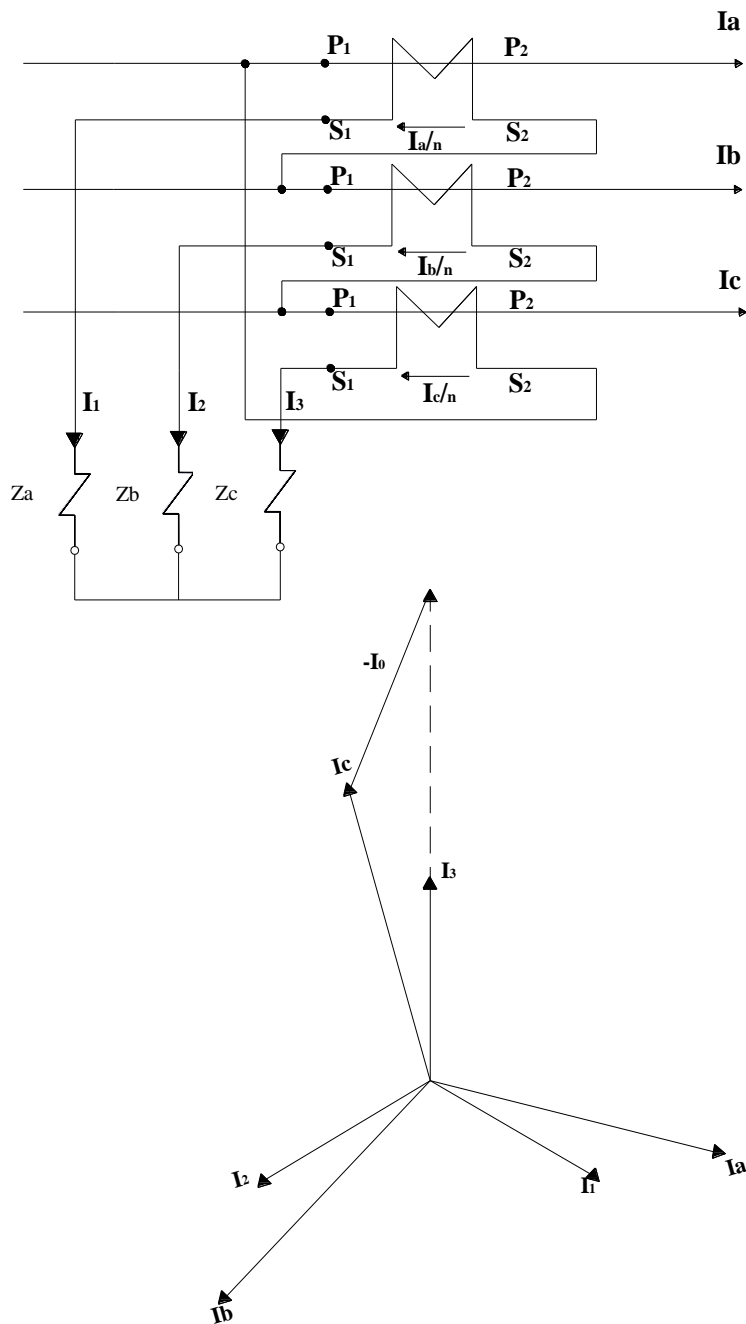 Ia
P1 P2
S1 Ia/n S2
Ib
P1 P2
S1 Ib/n S2
Ic
P1 P2
S1 Ic/n S2
I1 I2 I3
Za Zb Zc
-I0
Ic
I3
I2 I1 Ia
Ib